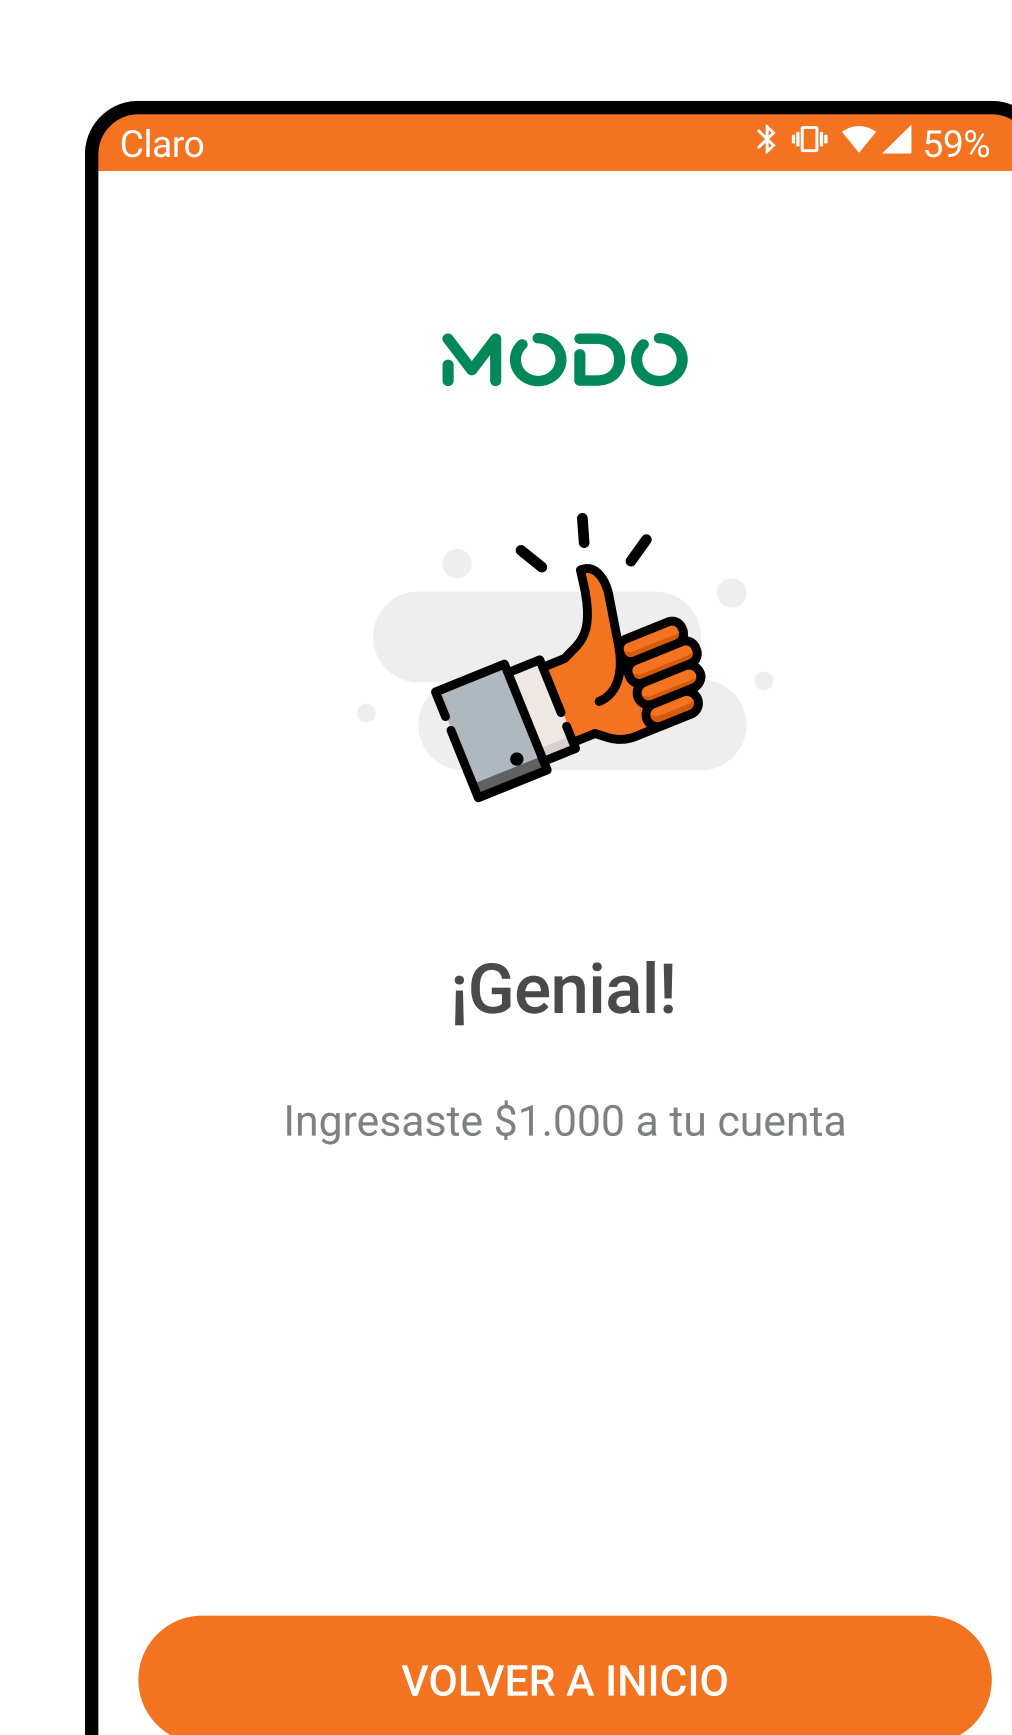 Claro 59%
MODO
¡Genial!
Ingresaste $1.000 a tu cuenta
VOLVER A INICIO